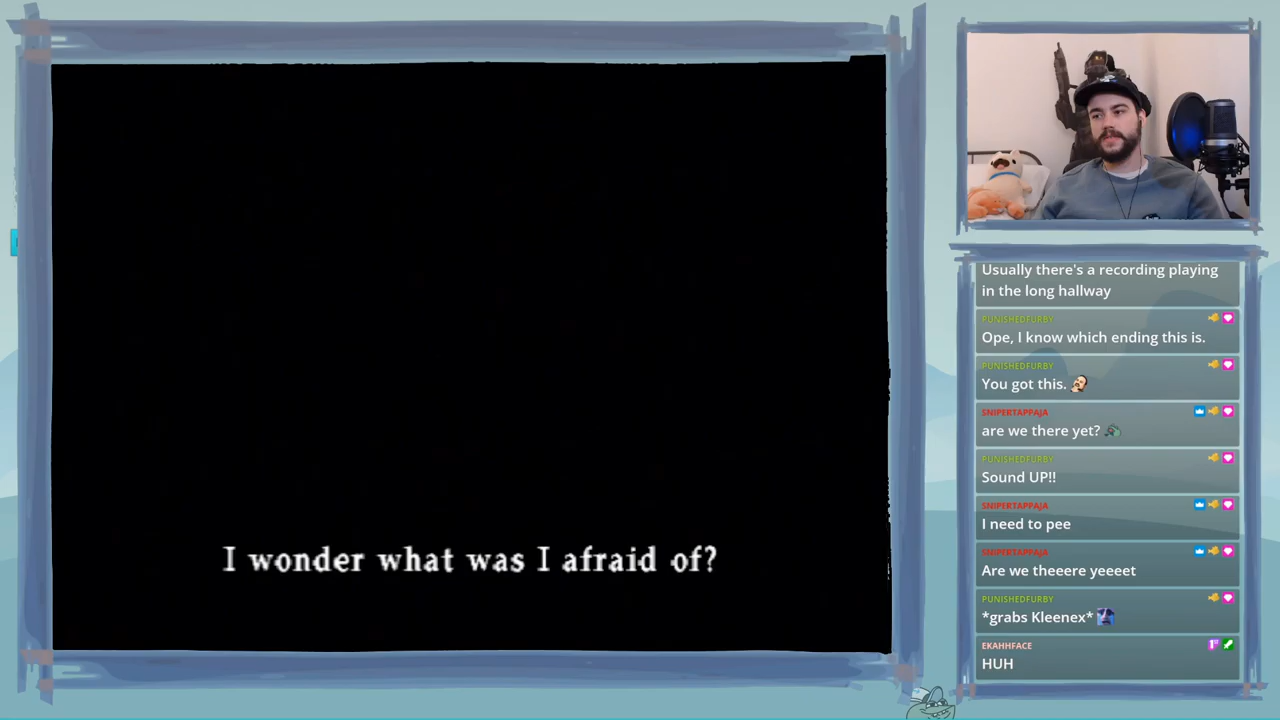 I wonder what was I afraid of?
Usually there's a recording playing
in the long hallway
PUNISHEDFURBY
Ope, I know which ending this is.
PUNISHEDFURBY
You got this.
SNIPERTAPPAJA
are we there yet?
PUNISHEDFURBY
Sound UP!!
SNIPERTAPPAJA
I need to pee
SNIPERTAPPAJA
Are we theeere yeeeet
PUNISHEDFURBY
*grabs Kleenex*
EKAHHFACE
HUH